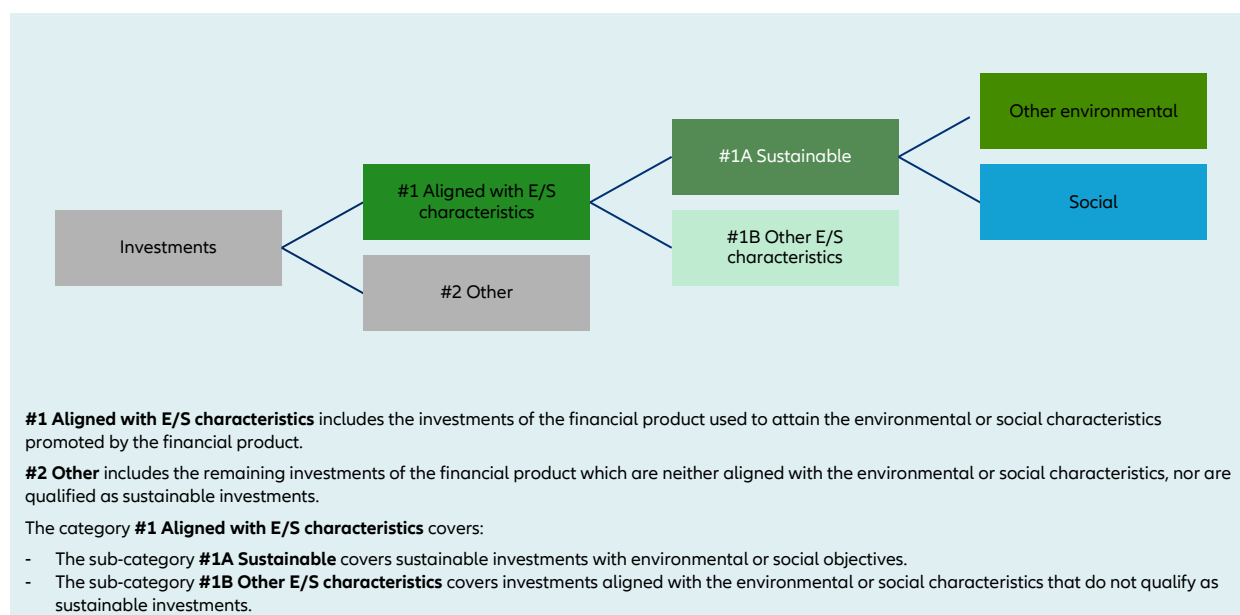 Other environmental
#1A Sustainable
#1 Aligned with E/S
characteristics
Social
Investments
#1B Other E/S
characteristics
#2 Other
#1 Aligned with E/S characteristics includes the investments of the financial product used to attain the environmental or social characteristics
promoted by the financial product.
#2 Other includes the remaining investments of the financial product which are neither aligned with the environmental or social characteristics, nor are
qualified as sustainable investments.
The category #1 Aligned with E/S characteristics covers:
- The sub-category #1A Sustainable covers sustainable investments with environmental or social objectives.
- The sub-category #1B Other E/S characteristics covers investments aligned with the environmental or social characteristics that do not qualify as
sustainable investments.